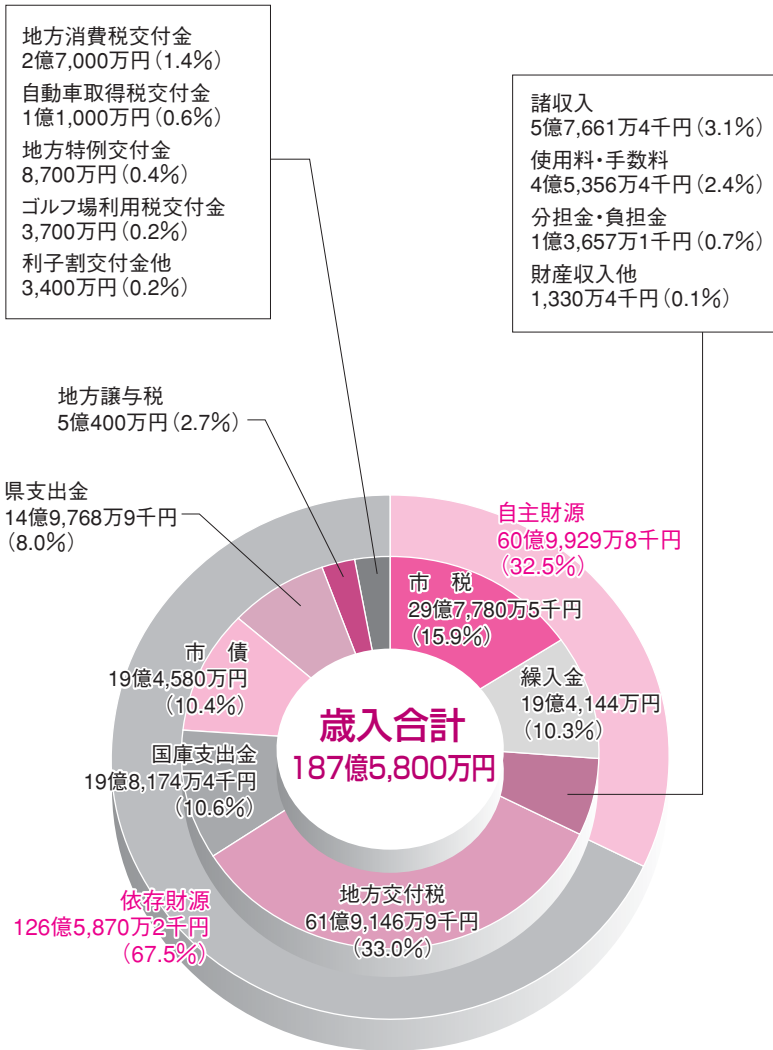 地方消費税交付金
2億7,000万円(1.4%)
自動車取得税交付金
1億1,000万円(0.6%)
地方特例交付金
8,700万円(0.4%)
ゴルフ場利用税交付金
3,700万円(0.2%)
利子割交付金他
3,400万円(0.2%)
諸収入
5億7,661万4千円(3.1%)
使用料・手数料
4億5,356万4千円(2.4%)
分担金・負担金
1億3,657万1千円(0.7%)
財産収入他
1,330万4千円(0.1%)
地方譲与税
5億400万円(2.7%)
県支出金
14億9,768万9千円
(8.0%)
自主財源
60億9,929万8千円
(32.5%)
市　税
29億7,780万5千円
(15.9%)
繰入金
19億4,144万円
(10.3%)
市　債
19億4,580万円
(10.4%)
国庫支出金
19億8,174万4千円
(10.6%)
歳入合計
187億5,800万円
地方交付税
61億9,146万9千円
(33.0%)
依存財源
126億5,870万2千円
(67.5%)